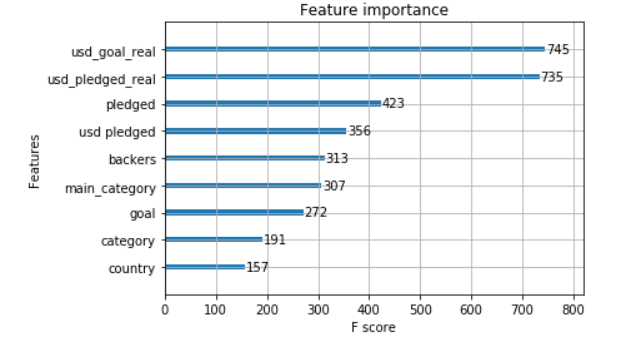 Feature importance
usd_goal_real 745
usd_pledged_real 735
pledged 423
usd pledged 356
backers 313
main_category 307
goal 272
category 191
country 157
Features
0 100 200 300 400 500 600 700 800
F score